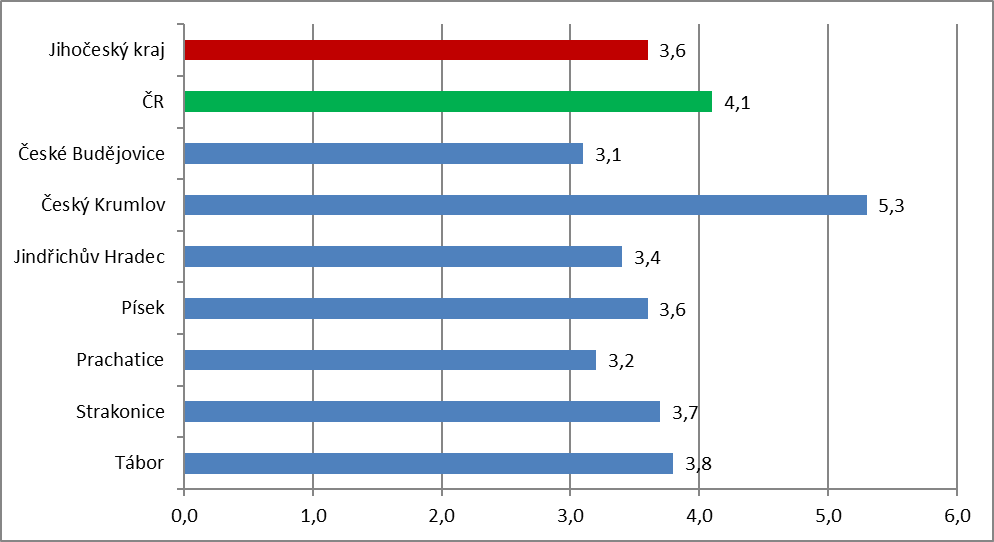 Jihočeský kraj 3,6
ČR 4,1
České Budějovice 3,1
Český Krumlov 5,3
Jindřichův Hradec 3,4
Písek 3,6
Prachatice 3,2
Strakonice 3,7
Tábor 3,8
0,0 1,0 2,0 3,0 4,0 5,0 6,0